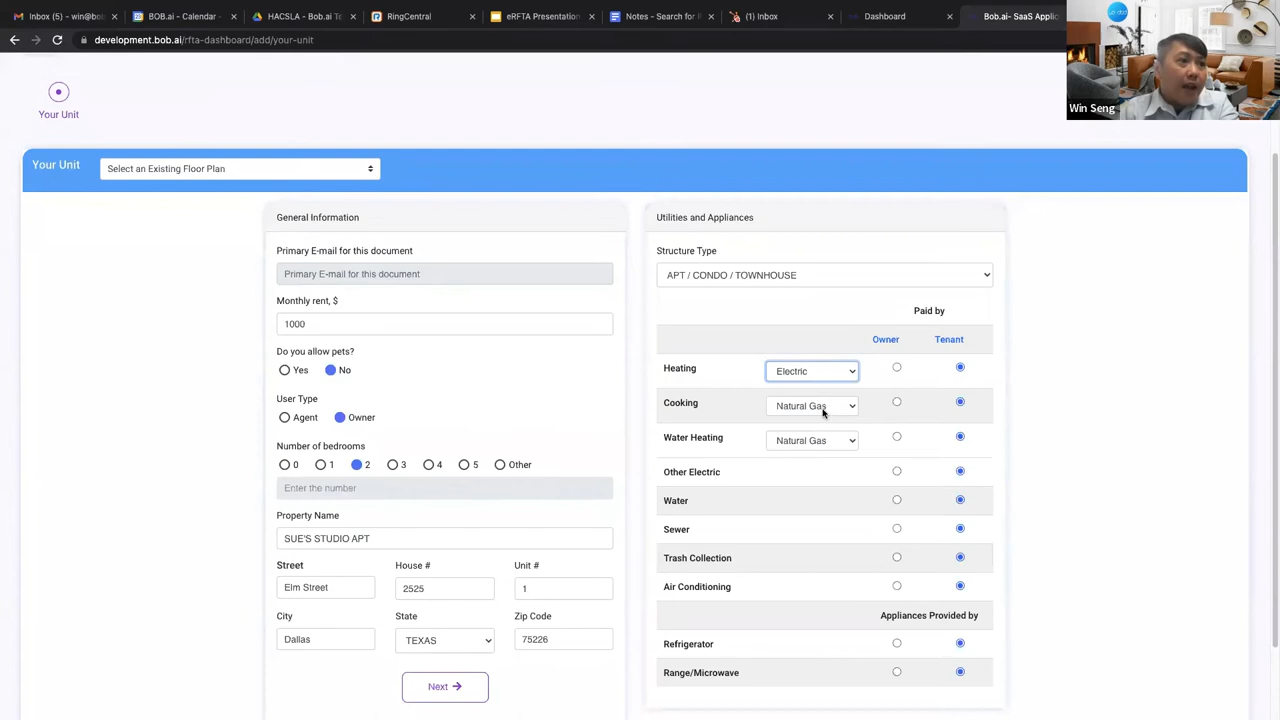 Inbox (6) - win@bob
BOB.ai - Calendar -
HACSLA - Bob.ai Te
RingCentral
eRFTA Presentation
Notes - Search for R
(1) Inbox
Dashboard
Bob.ai- SaaS Applic
development.bob.ai/rfta-dashboard/add/your-unit
Win Seng
Your Unit
Your Unit
Select an Existing Floor Plan
General Information
Primary E-mail for this document
Primary E-mail for this document
Monthly rent, $
1000
Do you allow pets?
Yes
No
User Type
Agent
Owner
Number of bedrooms
0
1
2
3
4
5
Other
Enter the number
Property Name
SUE'S STUDIO APT
Street
House #
Unit #
Elm Street
2525
1
City
State
Zip Code
Dallas
TEXAS
75226
Next
Utilities and Appliances
Structure Type
APT / CONDO / TOWNHOUSE
Paid by
Owner
Tenant
Heating
Electric
Cooking
Natural Gas
Water Heating
Natural Gas
Other Electric
Water
Sewer
Trash Collection
Air Conditioning
Appliances Provided by
Refrigerator
Range/Microwave